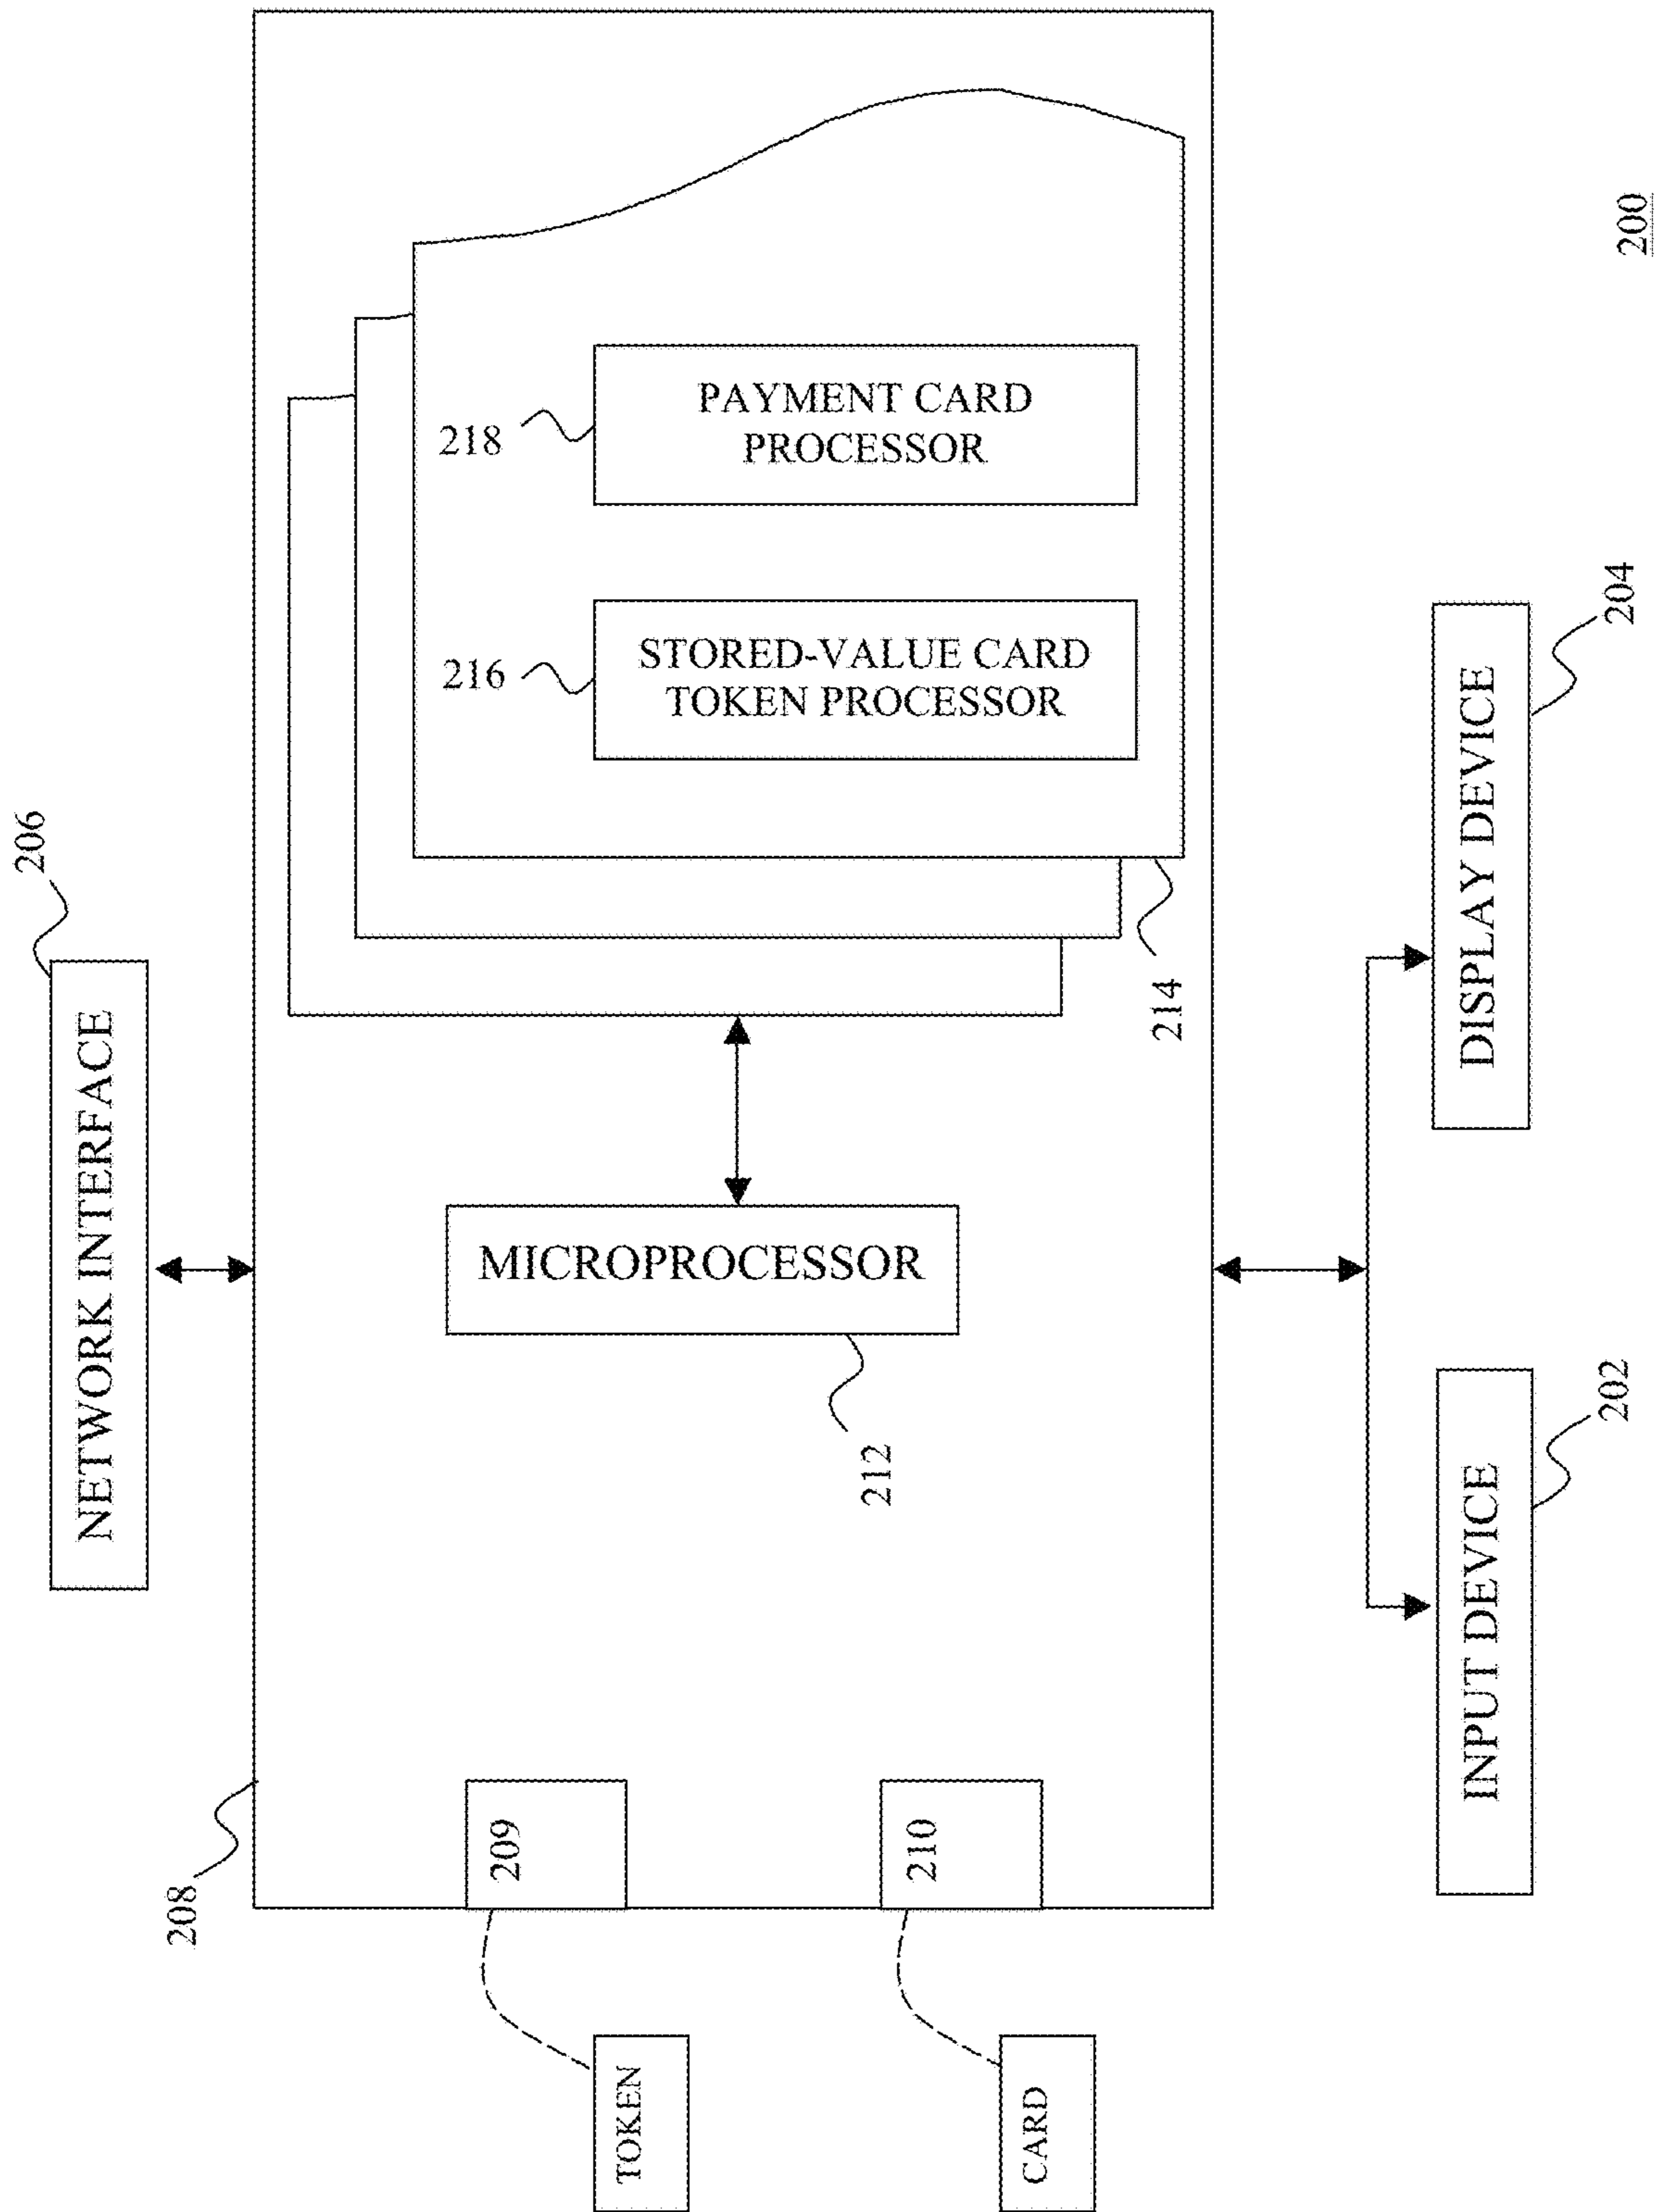 200
206
NETWORK INTERFACE
208
218
PAYMENT CARD
PROCESSOR
216
STORED-VALUE CARD
TOKEN PROCESSOR
214
MICROPROCESSOR
212
209
210
TOKEN
CARD
204
DISPLAY DEVICE
202
INPUT DEVICE